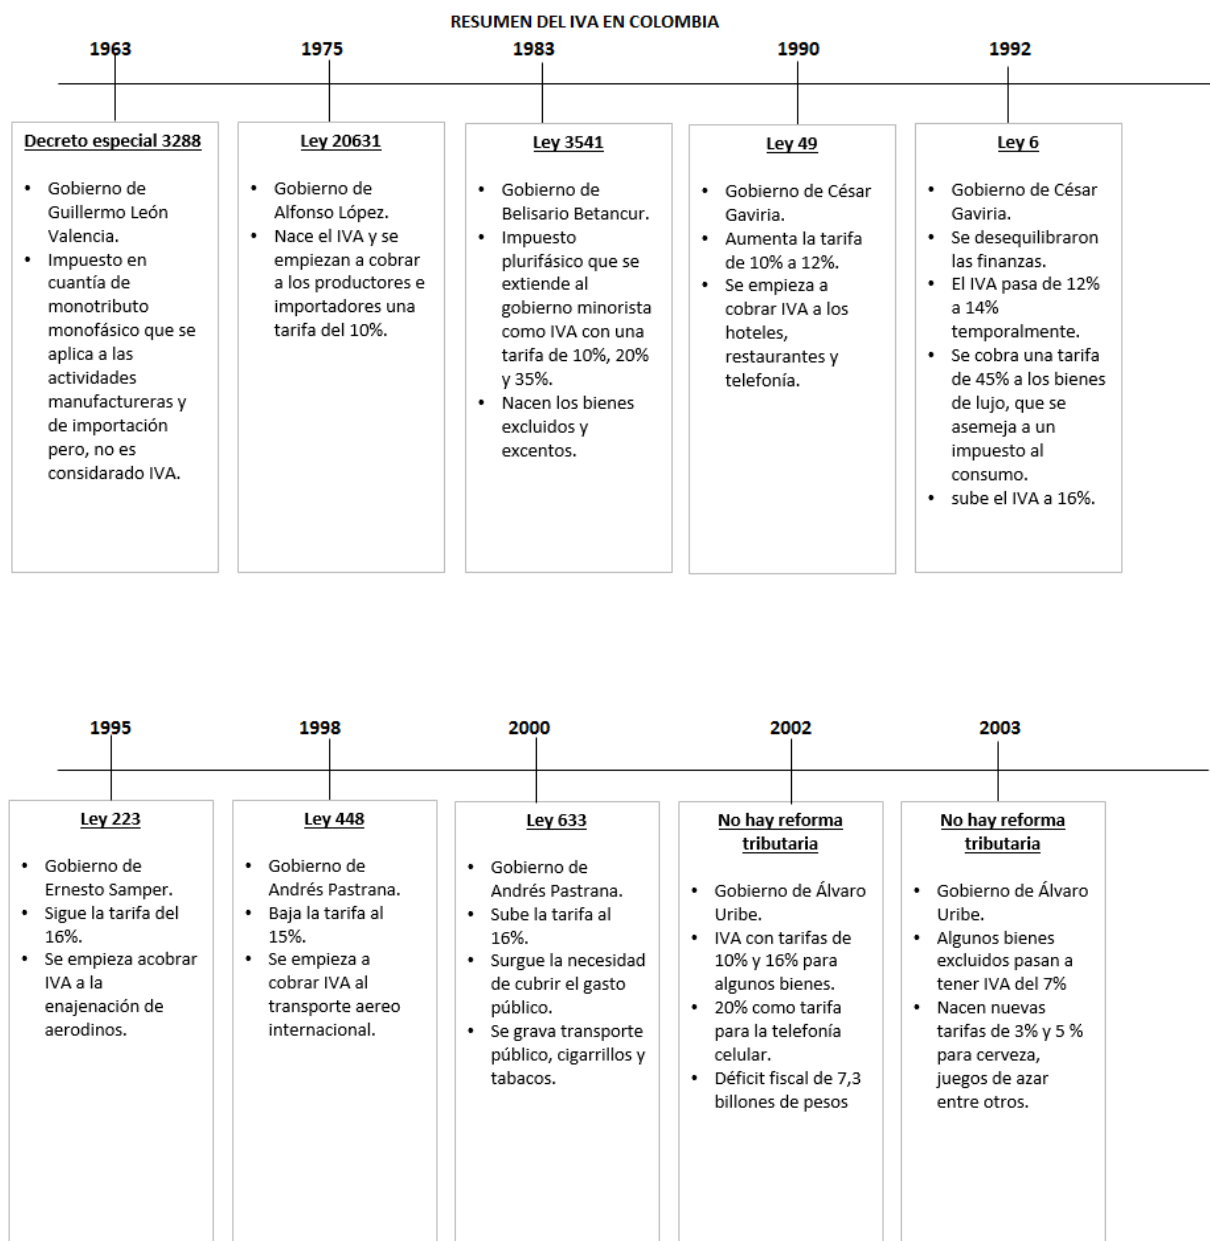 RESUMEN DEL IVA EN COLOMBIA
1963
1975
1983
1990
1992
Decreto especial 3288
• Gobierno de
Guillermo León
Valencia.
• Impuesto en
cuantía de
monotributo
monofásico que se
aplica a las
actividades
manufactureras y
de importación
pero, no es
considarado IVA.
Ley 20631
• Gobierno de
Alfonso López.
• Nace el IVA y se
empiezan a cobrar
a los productores e
importadores una
tarifa del 10%.
Ley 3541
• Gobierno de
Belisario Betancur.
• Impuesto
plurifásico que se
extiende al
gobierno minorista
como IVA con una
tarifa de 10%, 20%
y 35%.
• Nacen los bienes
excluidos y
excentos.
Ley 49
• Gobierno de César
Gaviria.
• Aumenta la tarifa
de 10% a 12%.
• Se empieza a
cobrar IVA a los
hoteles,
restaurantes y
telefonía.
Ley 6
• Gobierno de César
Gaviria.
• Se desequilibraron
las finanzas.
• El IVA pasa de 12%
a 14%
temporalmente.
• Se cobra una tarifa
de 45% a los bienes
de lujo, que se
asemeja a un
impuesto al
consumo.
• sube el IVA a 16%.
1995
1998
2000
2002
2003
Ley 223
• Gobierno de
Ernesto Samper.
• Sigue la tarifa del
16%.
• Se empieza acobrar
IVA a la
enajenación de
aerodinos.
Ley 448
• Gobierno de
Andrés Pastrana.
• Baja la tarifa al
15%.
• Se empieza a
cobrar IVA al
transporte aereo
internacional.
Ley 633
• Gobierno de
Andrés Pastrana.
• Sube la tarifa al
16%.
• Surgue la necesidad
de cubrir el gasto
público.
• Se grava transporte
público, cigarrillos y
tabacos.
No hay reforma
tributaria
• Gobierno de Álvaro
Uribe.
• IVA con tarifas de
10% y 16% para
algunos bienes.
• 20% como tarifa
para la telefonía
celular.
• Déficit fiscal de 7,3
billones de pesos
No hay reforma
tributaria
• Gobierno de Álvaro
Uribe.
• Algunos bienes
excluidos pasan a
tener IVA del 7%
• Nacen nuevas
tarifas de 3% y 5 %
para cerveza,
juegos de azar
entre otros.